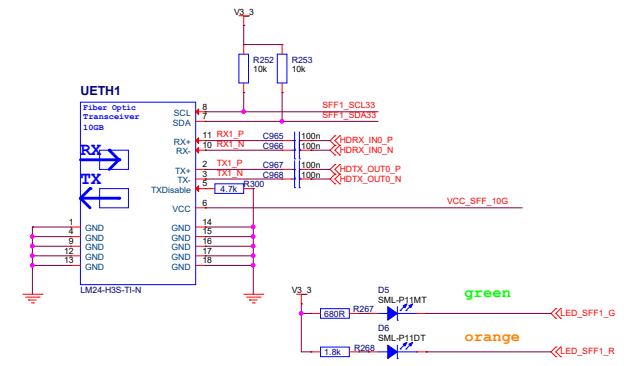 V3_3
R252
10k
R253
10k
UETH1
Fiber Optic
Transceiver
10GB
RX
TX
SCL 8 SFF1_SCL33
SDA 7 SFF1_SDA33
RX+ 11 RX1_P C965 100n HDRX_IN0_P
RX- 10 RX1_N C966 100n HDRX_IN0_N
TX+ 2 TX1_P C967 100n HDTX_OUT0_P
TX- 3 TX1_N C968 100n HDTX_OUT0_N
TXDisable 5 4.7k R300
VCC 6 VCC_SFF_10G
1 GND GND 14
4 GND GND 15
9 GND GND 16
12 GND GND 17
13 GND GND 18
LM24-H3S-TI-N
V3_3
D5
SML-P11MT
green
680R R267 LED_SFF1_G
D6
SML-P11DT
orange
1.8k R268 LED_SFF1_R